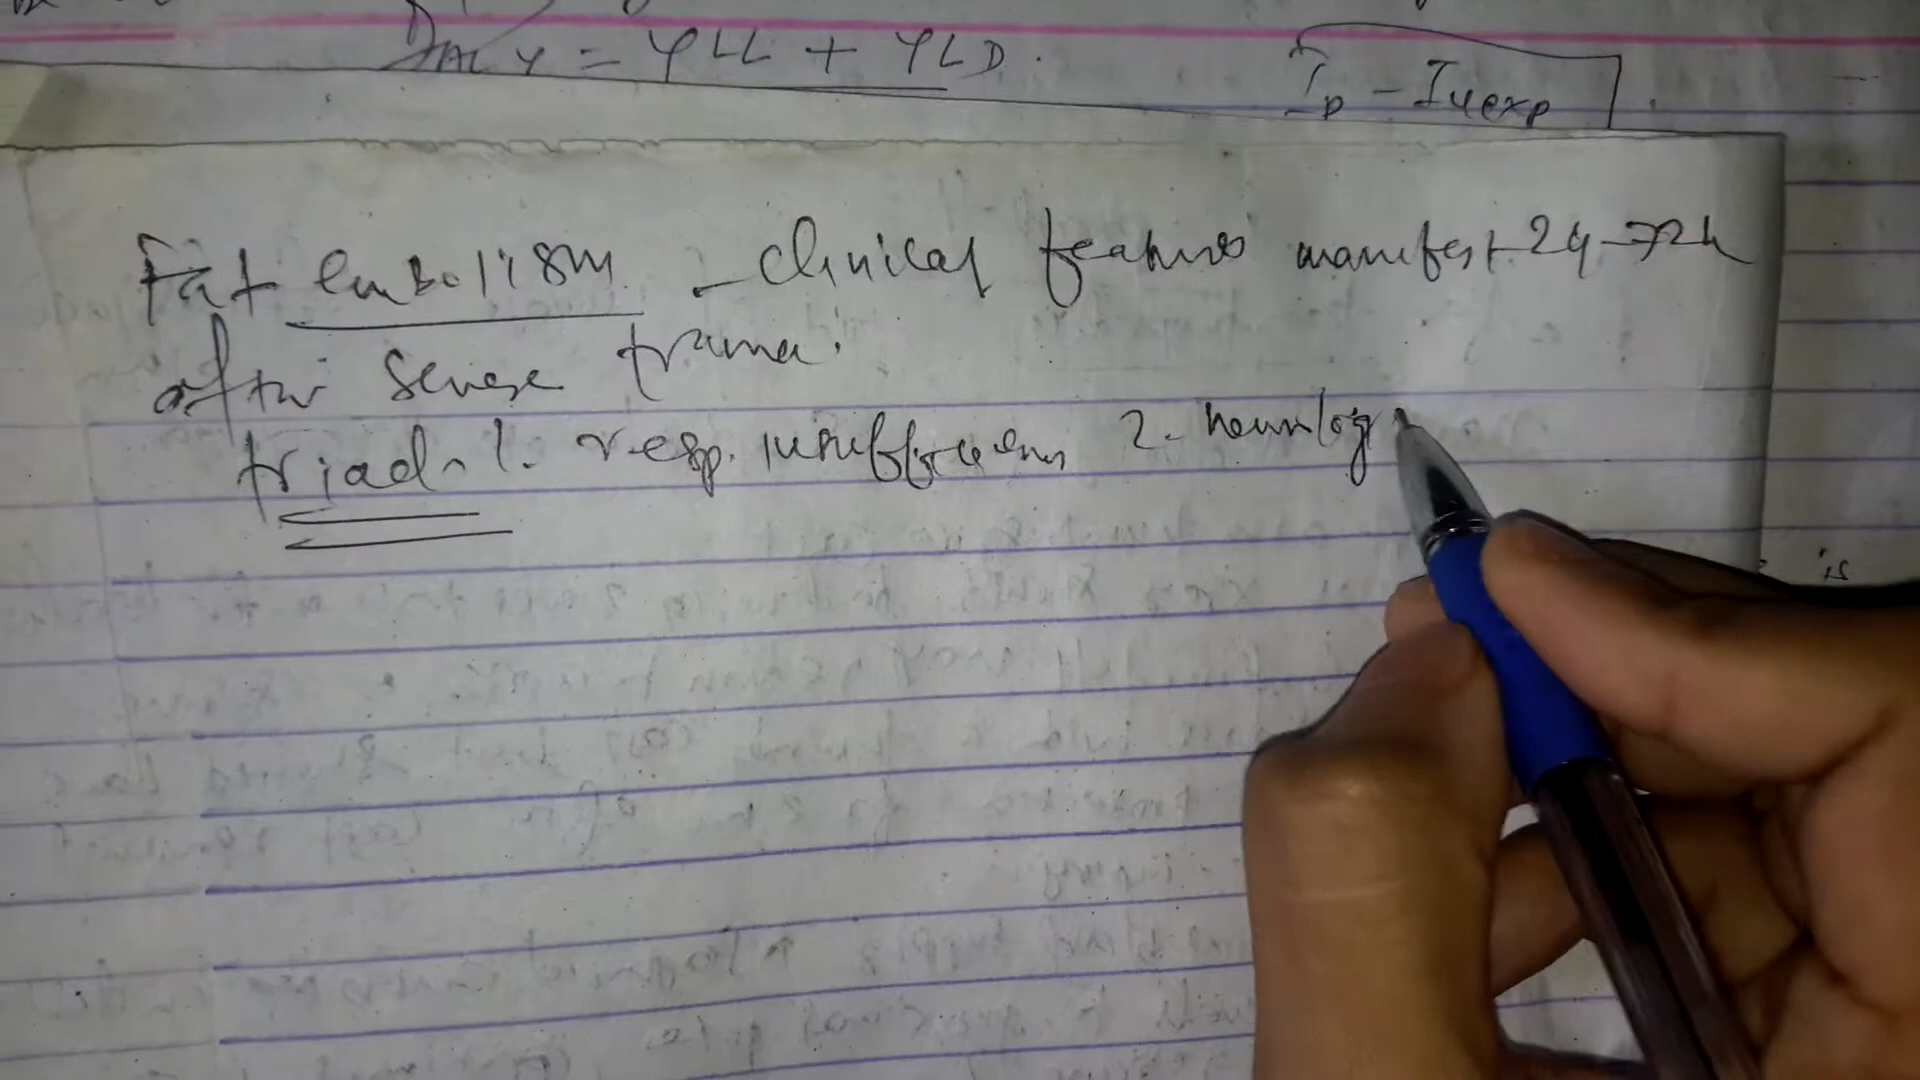 DALY = YLL + YLD.
Ip - Iuexp
Fat embolism - clinical features manifest 24-72h
after severe trauma.
triad - 1. resp. insufficiency 2. neurolog
is